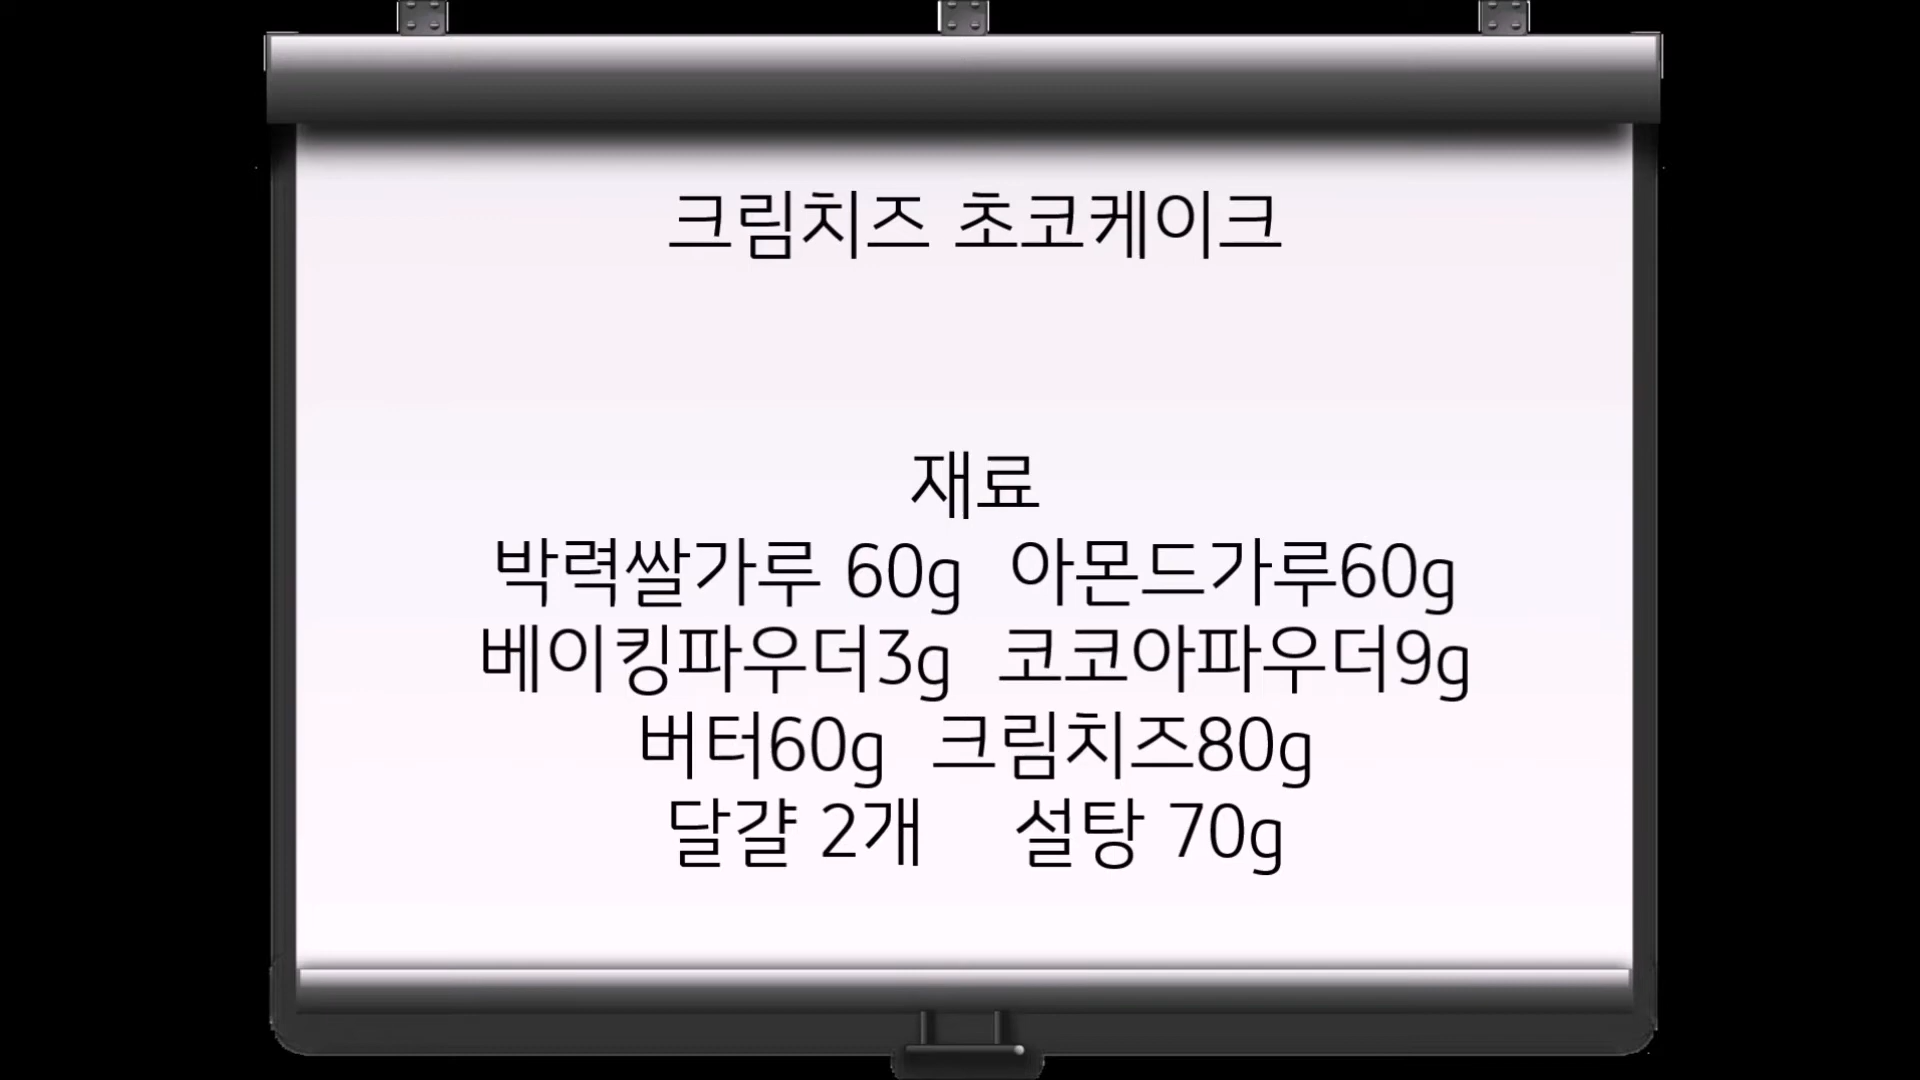 크림치즈 초코케이크
재료
박력쌀가루 60g 아몬드가루60g
베이킹파우더3g 코코아파우더9g
버터60g 크림치즈80g
달걀 2개 설탕 70g